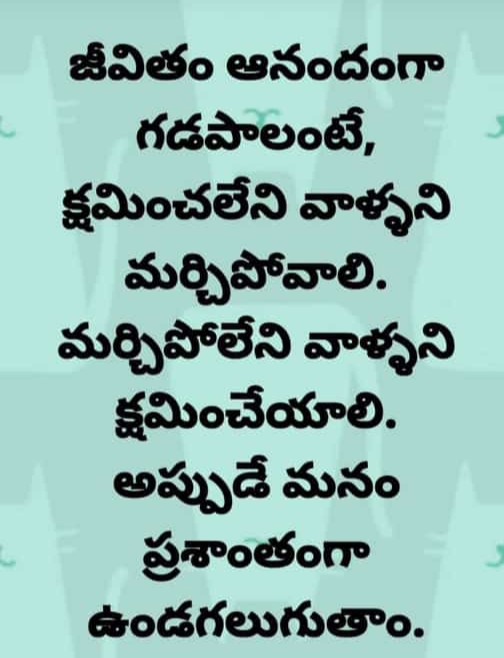 జీవితం ఆనందంగా
గడపాలంటే,
క్షమించలేని వాళ్ళని
మర్చిపోవాలి.
మర్చిపోలేని వాళ్ళని
క్షమించేయాలి.
అప్పుడే మనం
ప్రశాంతంగా
ఉండగలుగుతాం.